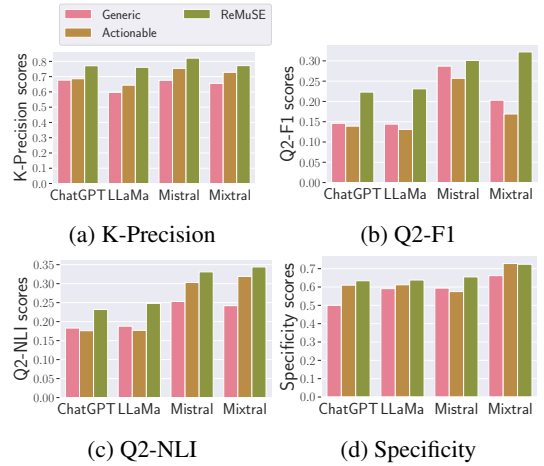 Generic
Actionable
ReMuSE
K-Precision scores
0.8
0.7
0.6
0.5
0.4
0.3
0.2
0.1
0.0
ChatGPT LLaMa Mistral Mixtral
(a) K-Precision
Q2-F1 scores
0.30
0.25
0.20
0.15
0.10
0.05
0.00
ChatGPT LLaMa Mistral Mixtral
(b) Q2-F1
Q2-NLI scores
0.35
0.30
0.25
0.20
0.15
0.10
0.05
0.00
ChatGPT LLaMa Mistral Mixtral
(c) Q2-NLI
Specificity scores
0.7
0.6
0.5
0.4
0.3
0.2
0.1
0.0
ChatGPT LLaMa Mistral Mixtral
(d) Specificity